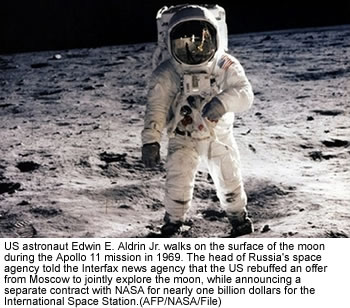 US astronaut Edwin E. Aldrin Jr. walks on the surface of the moon
during the Apollo 11 mission in 1969. The head of Russia's space
agency told the Interfax news agency that the US rebuffed an offer
from Moscow to jointly explore the moon, while announcing a
separate contract with NASA for nearly one billion dollars for the
International Space Station.(AFP/NASA/File)